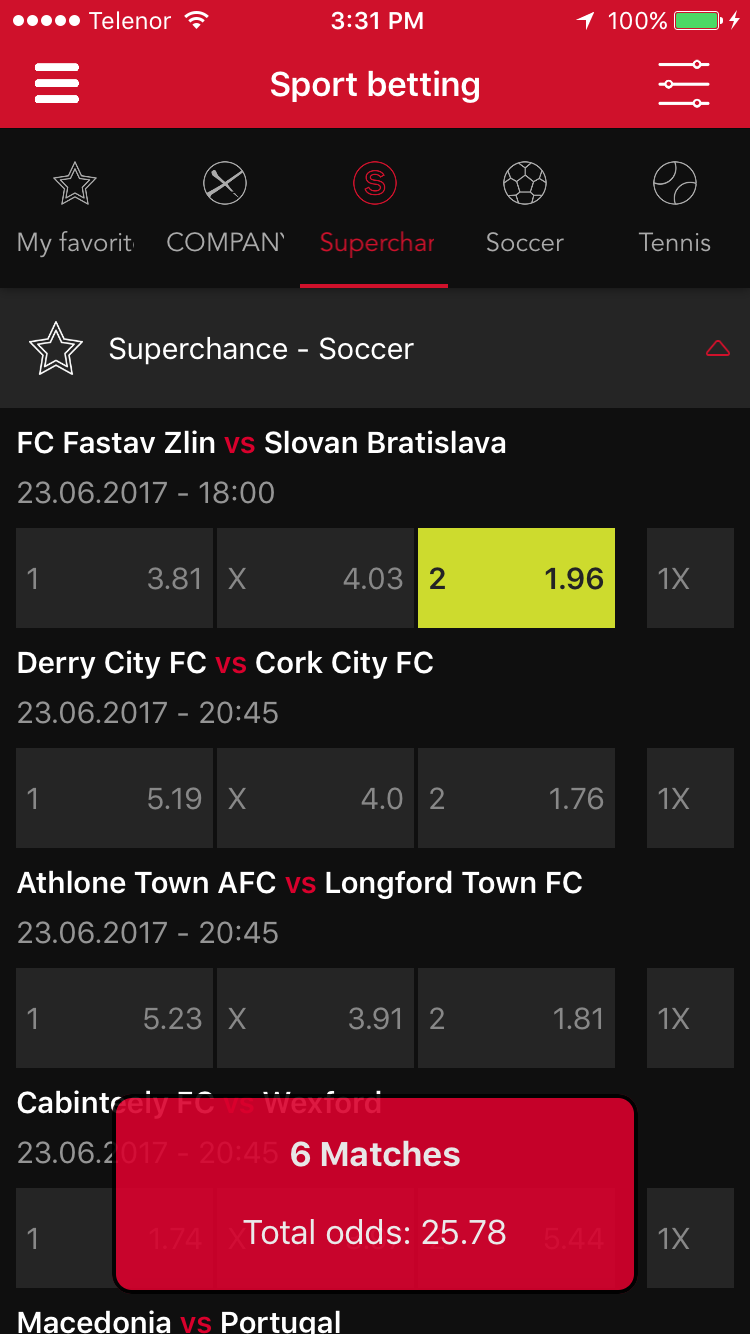 Telenor 3:31 PM 100%
Sport betting
My favorit COMPANY Superchar Soccer Tennis
Superchance - Soccer
FC Fastav Zlin vs Slovan Bratislava
23.06.2017 - 18:00
1 3.81 X 4.03 2 1.96 1X
Derry City FC vs Cork City FC
23.06.2017 - 20:45
1 5.19 X 4.0 2 1.76 1X
Athlone Town AFC vs Longford Town FC
23.06.2017 - 20:45
1 5.23 X 3.91 2 1.81 1X
Cabinteely FC vs Wexford
23.06.2017 - 20:45
6 Matches
1 1.74 X 5.44 1X
Total odds: 25.78
Macedonia vs Portugal